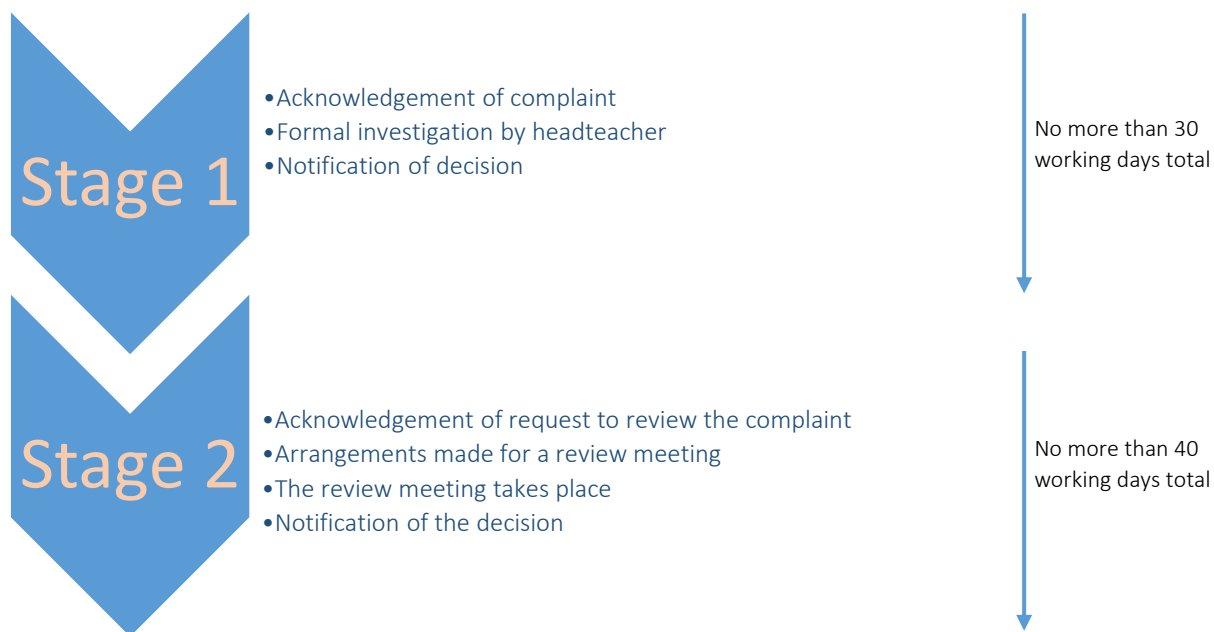 Stage 1
•Acknowledgement of complaint
•Formal investigation by headteacher
•Notification of decision
No more than 30
working days total
Stage 2
•Acknowledgement of request to review the complaint
•Arrangements made for a review meeting
•The review meeting takes place
•Notification of the decision
No more than 40
working days total